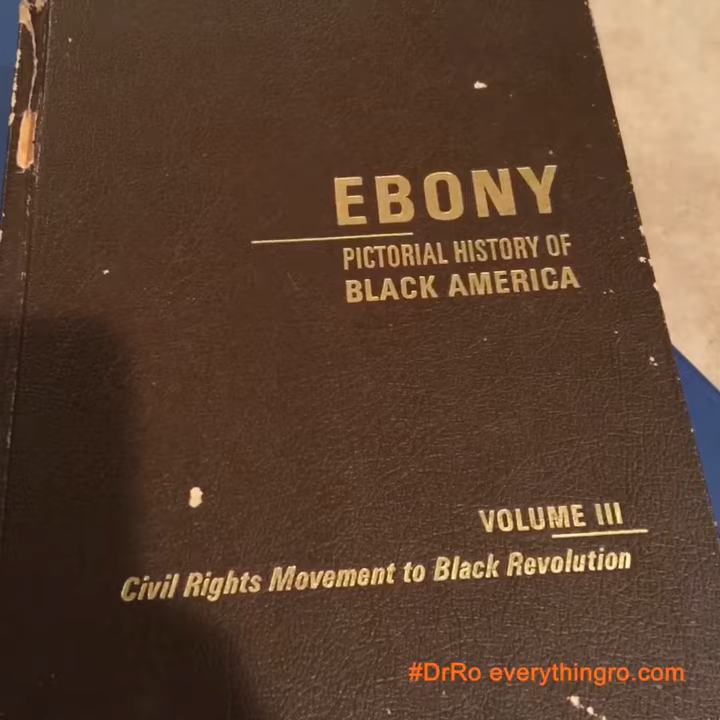 EBONY
PICTORIAL HISTORY OF
BLACK AMERICA
VOLUME III
Civil Rights Movement to Black Revolution
#DrRo everythingro.com